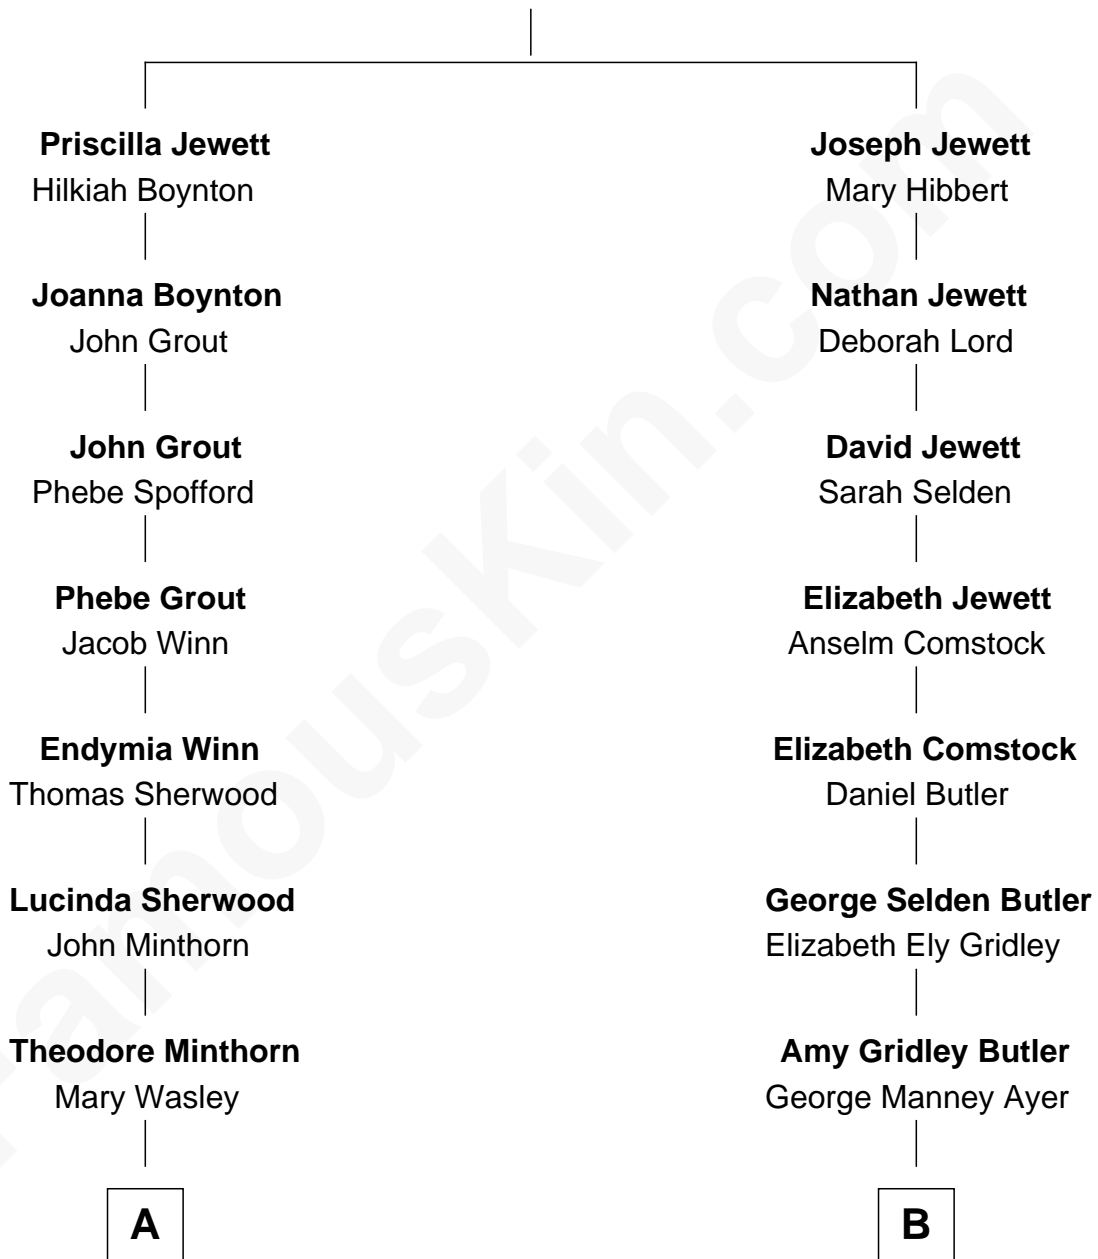 Priscilla Jewett
Hilkiah Boynton
Joseph Jewett
Mary Hibbert
Joanna Boynton
John Grout
Nathan Jewett
Deborah Lord
John Grout
Phebe Spofford
David Jewett
Sarah Selden
Phebe Grout
Jacob Winn
Elizabeth Jewett
Anselm Comstock
Endymia Winn
Thomas Sherwood
Elizabeth Comstock
Daniel Butler
Lucinda Sherwood
John Minthorn
George Selden Butler
Elizabeth Ely Gridley
Theodore Minthorn
Mary Wasley
Amy Gridley Butler
George Manney Ayer
A
B
FamousKin.com